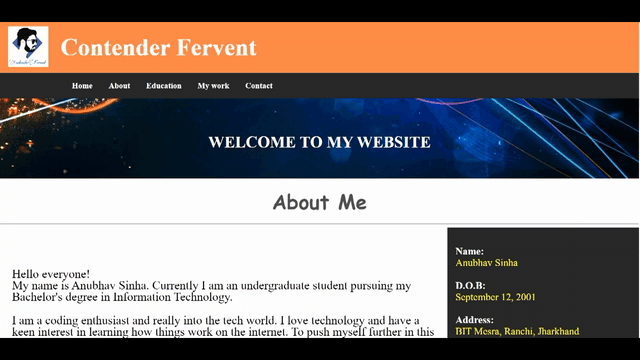 Contender Fervent
Home About Education My work Contact
WELCOME TO MY WEBSITE
About Me
Hello everyone!
My name is Anubhav Sinha. Currently I am an undergraduate student pursuing my
Bachelor's degree in Information Technology.
I am a coding enthusiast and really into the tech world. I love technology and have a
keen interest in learning how things work on the internet. To push myself further in this
Name:
Anubhav Sinha
D.O.B:
September 12, 2001
Address:
BIT Mesra, Ranchi, Jharkhand